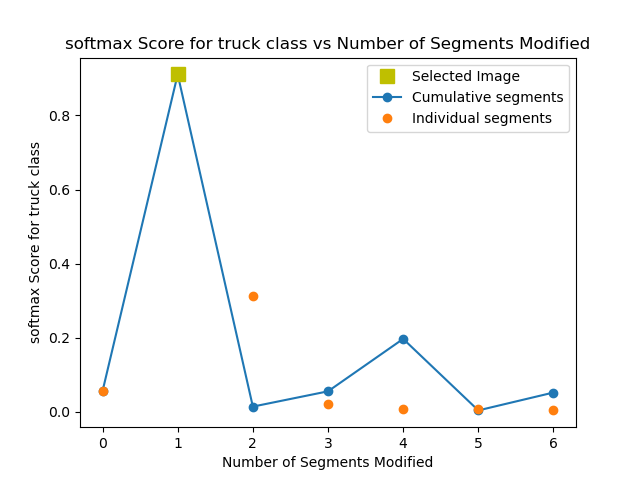 softmax Score for truck class vs Number of Segments Modified
Selected Image
Cumulative segments
Individual segments
softmax Score for truck class
0.8
0.6
0.4
0.2
0.0
0 1 2 3 4 5 6
Number of Segments Modified